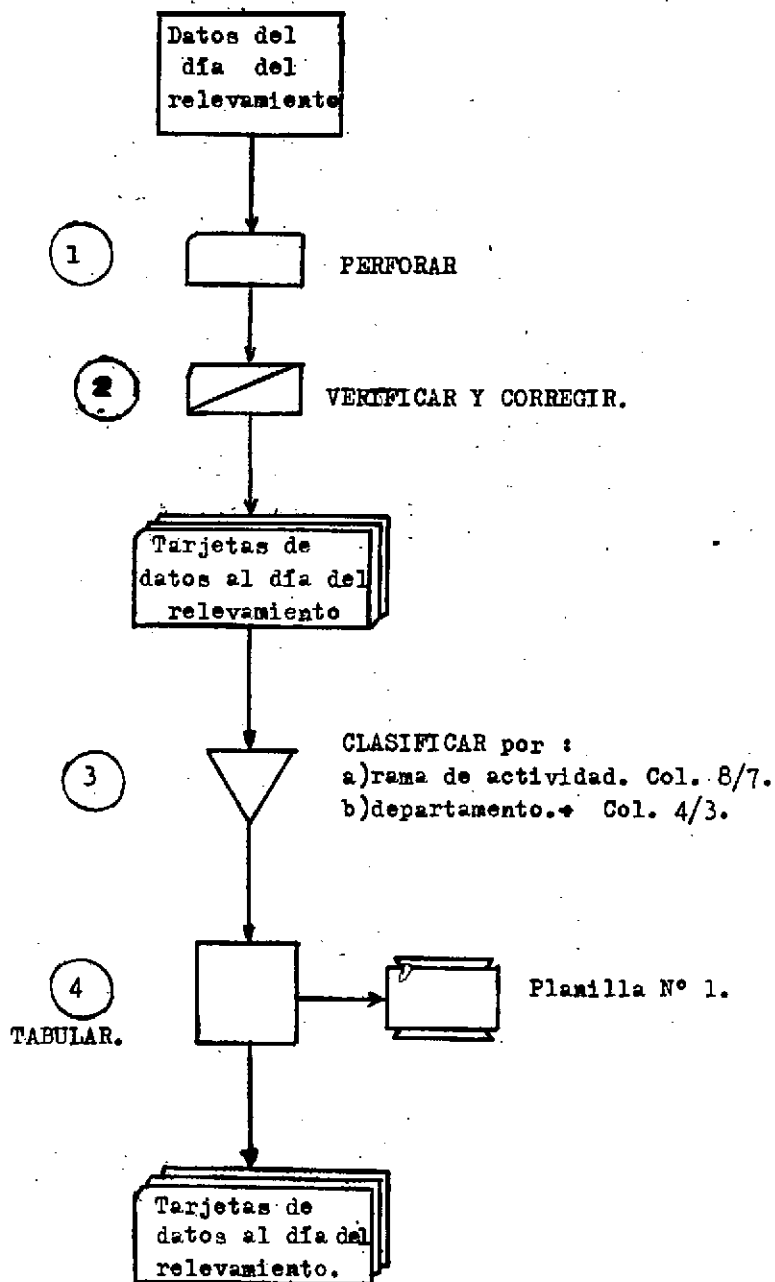 Datos del
día del
relevamiento
1
PERFORAR
2
VERIFICAR Y CORREGIR.
Tarjetas de
datos al día del
relevamiento
3
CLASIFICAR por :
a)rama de actividad. Col. 8/7.
b)departamento. Col. 4/3.
4
TABULAR.
Planilla Nº 1.
Tarjetas de
datos al día del
relevamiento.